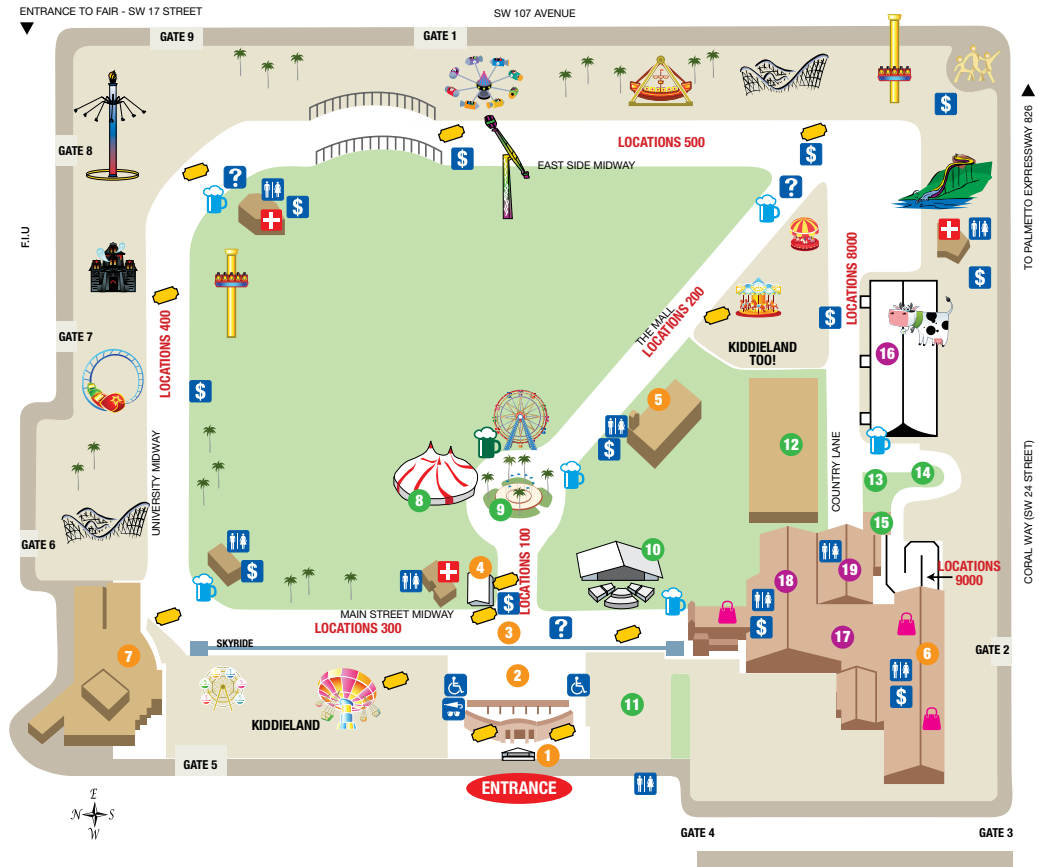 ENTRANCE TO FAIR - SW 17 STREET
SW 107 AVENUE
GATE 9
GATE 1
TO PALMETTO EXPRESSWAY 826
$
LOCATIONS 500
$
$
GATE 8
EAST SIDE MIDWAY
?
$
?
F.I.U
LOCATIONS 8000
$
THE MALL
LOCATIONS 200
LOCATIONS 400
$
GATE 7
KIDDIELAND
TOO!
16
$
5
$
12
UNIVERSITY MIDWAY
COUNTRY LANE
CORAL WAY (SW 24 STREET)
8
9
13
14
15
GATE 6
LOCATIONS 100
10
$
4
$
18
19
LOCATIONS
9000
MAIN STREET MIDWAY
LOCATIONS 300
3
?
$
17
6
GATE 2
SKYRIDE
7
2
$
11
KIDDIELAND
1
GATE 5
ENTRANCE
E
N
S
W
GATE 4
GATE 3